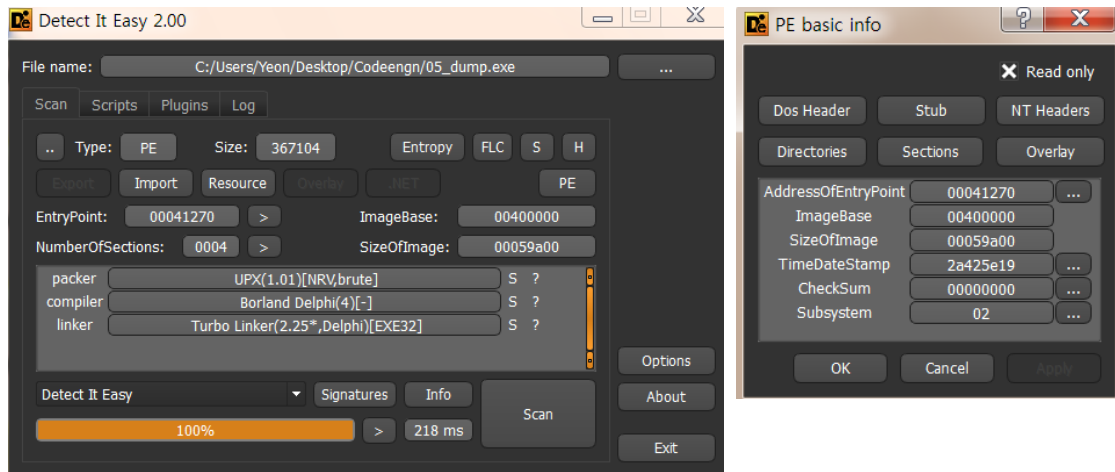 Detect It Easy 2.00
File name: C:/Users/Yeon/Desktop/Codeengn/05_dump.exe ...
Scan Scripts Plugins Log
.. Type: PE Size: 367104 Entropy FLC S H
Export Import Resource Overlay .NET PE
EntryPoint: 00041270 > ImageBase: 00400000
NumberOfSections: 0004 > SizeOfImage: 00059a00
packer UPX(1.01)[NRV,brute] S ?
compiler Borland Delphi(4)[-] S ?
linker Turbo Linker(2.25*,Delphi)[EXE32] S ?
Options
Detect It Easy Signatures Info Scan About
100% > 218 ms
Exit
PE basic info
Read only
Dos Header Stub NT Headers
Directories Sections Overlay
AddressOfEntryPoint 00041270 ...
ImageBase 00400000
SizeOfImage 00059a00
TimeDateStamp 2a425e19 ...
CheckSum 00000000 ...
Subsystem 02 ...
OK Cancel Apply